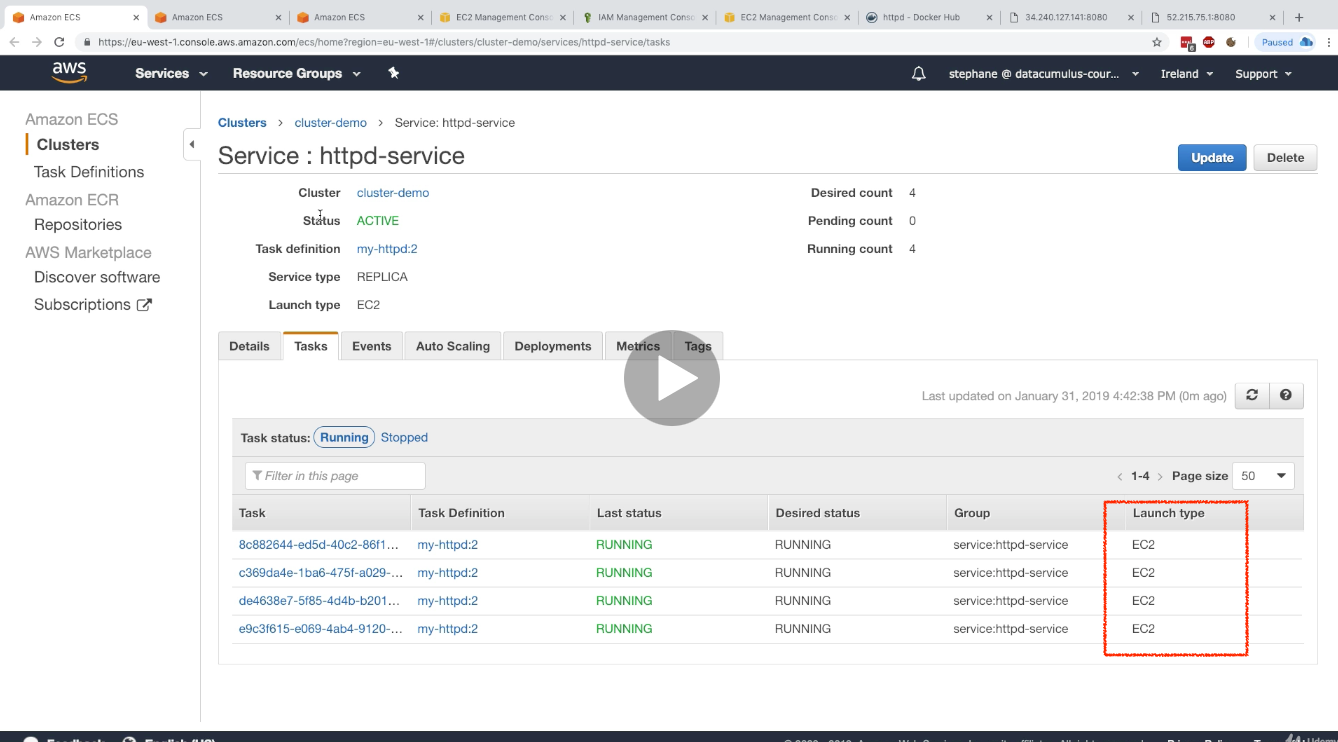 Amazon ECS Amazon ECS Amazon ECS EC2 Management Conso IAM Management Conso EC2 Management Conso httpd - Docker Hub 34.240.127.141:8080 52.215.75.1:8080
https://eu-west-1.console.aws.amazon.com/ecs/home?region=eu-west-1#/clusters/cluster-demo/services/httpd-service/tasks 6 ABP Paused
aws Services Resource Groups stephane @ datacumulus-cour... Ireland Support
Amazon ECS
Clusters
Task Definitions
Amazon ECR
Repositories
AWS Marketplace
Discover software
Subscriptions
Clusters > cluster-demo > Service: httpd-service
Service : httpd-service Update Delete
Cluster cluster-demo Desired count 4
Status ACTIVE Pending count 0
Task definition my-httpd:2 Running count 4
Service type REPLICA
Launch type EC2
Details Tasks Events Auto Scaling Deployments Metrics Tags
Last updated on January 31, 2019 4:42:38 PM (0m ago)
Task status: Running Stopped
Filter in this page < 1-4 > Page size 50
Task Task Definition Last status Desired status Group Launch type
8c882644-ed5d-40c2-86f1... my-httpd:2 RUNNING RUNNING service:httpd-service EC2
c369da4e-1ba6-475f-a029-... my-httpd:2 RUNNING RUNNING service:httpd-service EC2
de4638e7-5f85-4d4b-b201... my-httpd:2 RUNNING RUNNING service:httpd-service EC2
e9c3f615-e069-4ab4-9120-... my-httpd:2 RUNNING RUNNING service:httpd-service EC2
Feedback English (US)